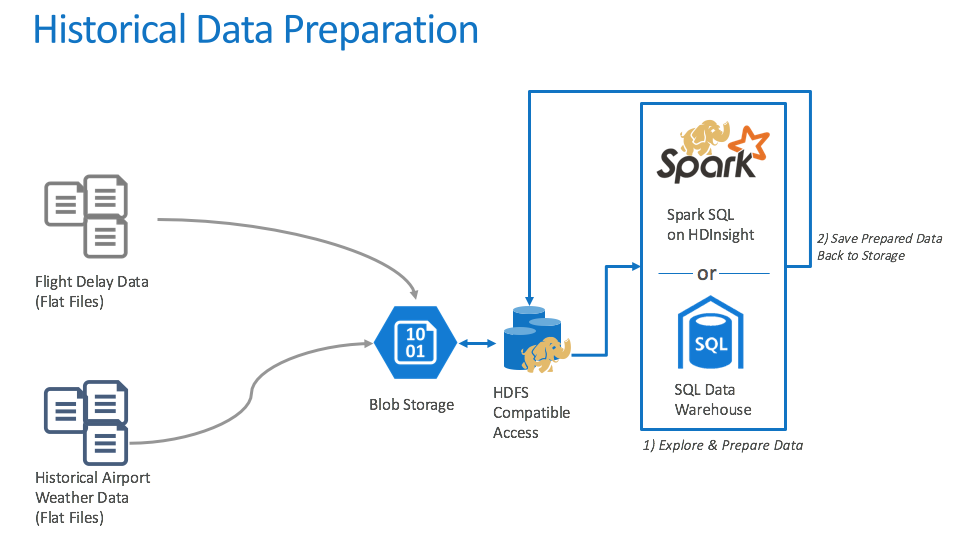 Historical Data Preparation
Flight Delay Data
(Flat Files)
Historical Airport
Weather Data
(Flat Files)
10
01
Blob Storage
HDFS
Compatible
Access
Spark
Spark SQL
on HDInsight
or
SQL
SQL Data
Warehouse
1) Explore & Prepare Data
2) Save Prepared Data
Back to Storage